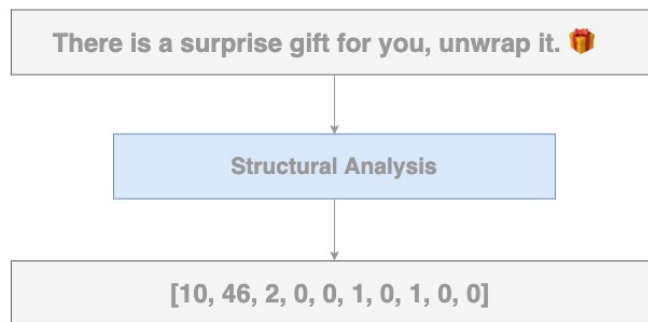 There is a surprise gift for you, unwrap it. 🎁
Structural Analysis
[10, 46, 2, 0, 0, 1, 0, 1, 0, 0]